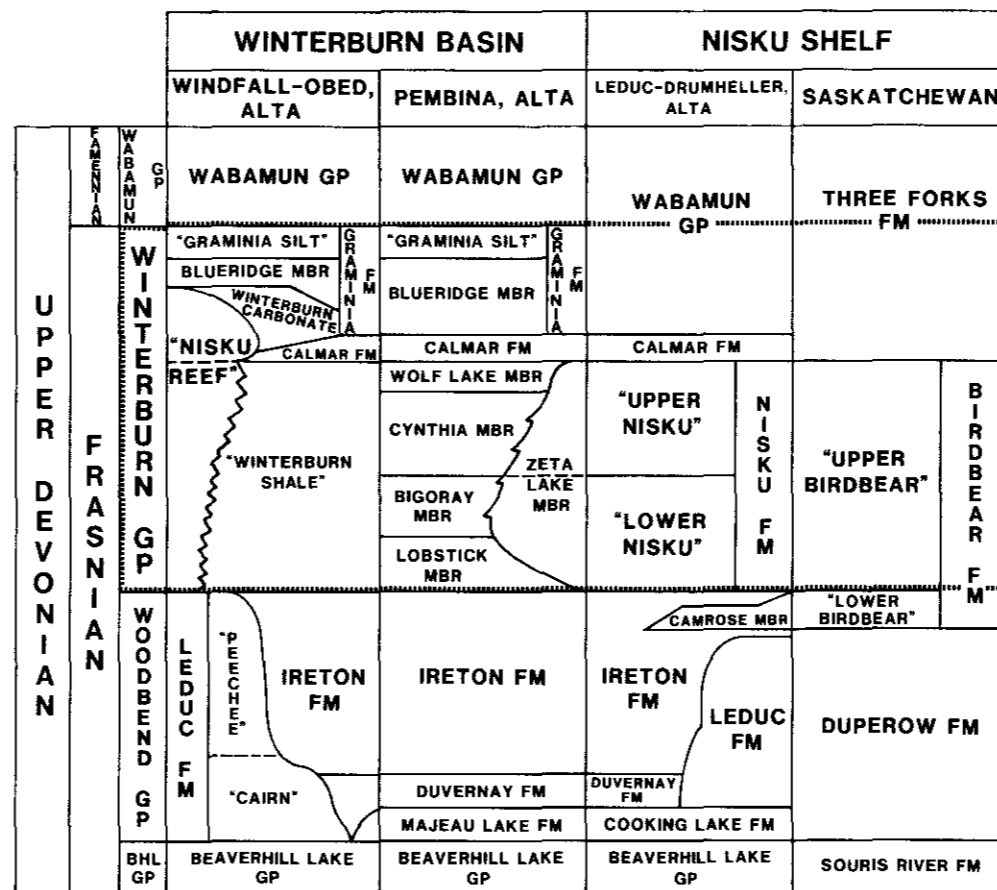 WINTERBURN BASIN
NISKU SHELF
WINDFALL-OBED,
ALTA
PEMBINA, ALTA
LEDUC-DRUMHELLER,
ALTA
SASKATCHEWAN
UPPER DEVONIAN
FAMENNIAN
FRASNIAN
WABAMUN GP
WINTERBURN GP
WOODBEND GP
BHL
GP
WABAMUN GP
"GRAMINIA SILT"
BLUERIDGE MBR
GRAMINIA FM
WINTERBURN
CARBONATE
"NISKU
REEF"
CALMAR FM
"WINTERBURN
SHALE"
LEDUC FM
"PEECHEE"
IRETON
FM
"CAIRN"
BEAVERHILL LAKE
GP
WABAMUN GP
"GRAMINIA SILT"
BLUERIDGE MBR
GRAMINIA FM
CALMAR FM
WOLF LAKE MBR
CYNTHIA MBR
ZETA
LAKE
MBR
BIGORAY
MBR
LOBSTICK
MBR
IRETON FM
DUVERNAY FM
MAJEAU LAKE FM
BEAVERHILL LAKE
GP
WABAMUN
GP
CALMAR FM
"UPPER
NISKU"
"LOWER
NISKU"
NISKU FM
CAMROSE MBR
IRETON
FM
LEDUC
FM
DUVERNAY
FM
COOKING LAKE FM
BEAVERHILL LAKE
GP
THREE FORKS
FM
"UPPER
BIRDBEAR"
BIRDBEAR FM
"LOWER
BIRDBEAR"
DUPEROW FM
SOURIS RIVER FM